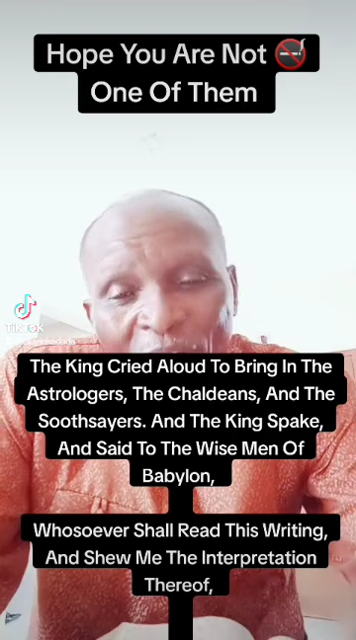 Hope You Are Not 🚭
One Of Them
TikTok
The King Cried Aloud To Bring In The
Astrologers, The Chaldeans, And The
Soothsayers. And The King Spake,
And Said To The Wise Men Of
Babylon,
Whosoever Shall Read This Writing,
And Shew Me The Interpretation
Thereof,